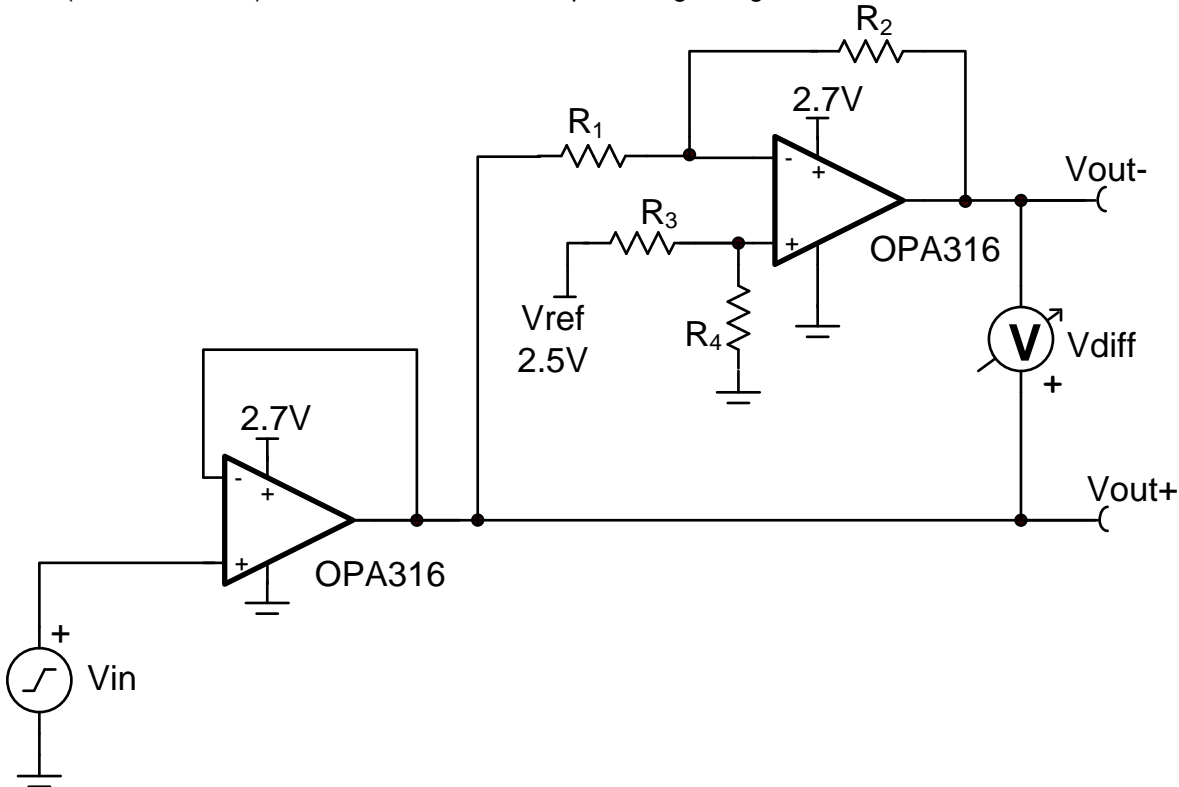 R2
2.7V
R1
-
+
Vout-
R3
+
OPA316
Vref
2.5V
R4
V
Vdiff
+
2.7V
-
+
Vout+
+
OPA316
+
Vin